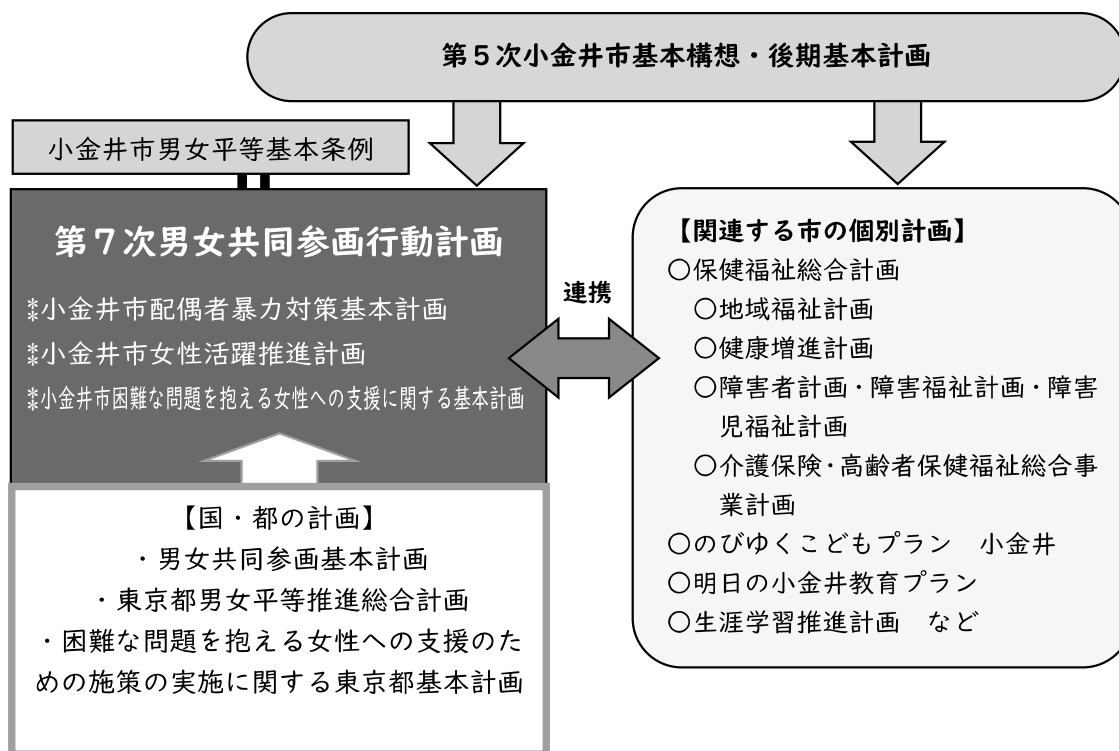 第５次小金井市基本構想・後期基本計画
小金井市男女平等基本条例
第７次男女共同参画行動計画
⁑小金井市配偶者暴力対策基本計画
⁑小金井市女性活躍推進計画
⁑小金井市困難な問題を抱える女性への支援に関する基本計画
【国・都の計画】
・男女共同参画基本計画
・東京都男女平等推進総合計画
・困難な問題を抱える女性への支援のた
めの施策の実施に関する東京都基本計画
連携
【関連する市の個別計画】
○保健福祉総合計画
○地域福祉計画
○健康増進計画
○障害者計画・障害福祉計画・障害
児福祉計画
○介護保険・高齢者保健福祉総合事
業計画
○のびゆくこどもプラン　小金井
○明日の小金井教育プラン
○生涯学習推進計画　など